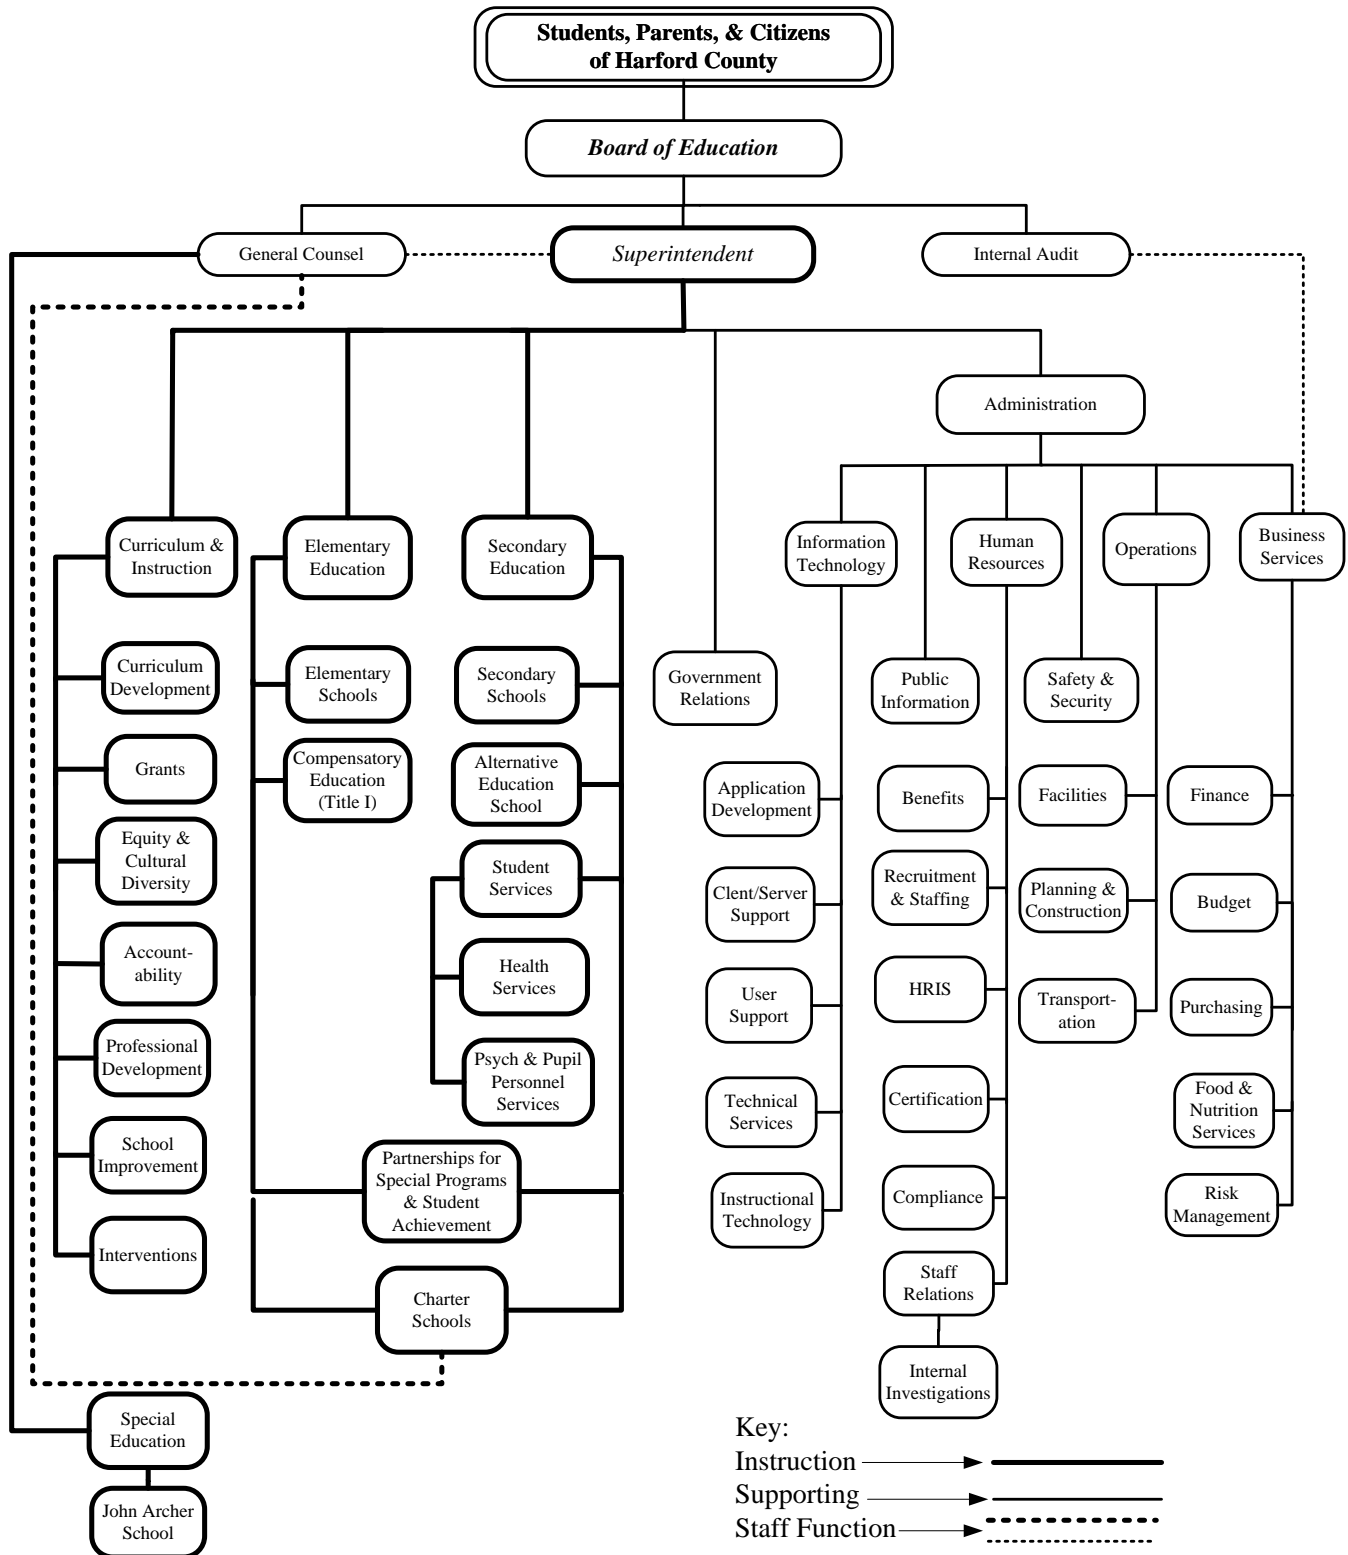 Students, Parents, & Citizens
of Harford County
Board of Education
General Counsel
Superintendent
Internal Audit
Administration
Curriculum &
Instruction
Elementary
Education
Secondary
Education
Information
Technology
Human
Resources
Operations
Business
Services
Curriculum
Development
Elementary
Schools
Secondary
Schools
Government
Relations
Public
Information
Safety &
Security
Grants
Compensatory
Education
(Title I)
Alternative
Education
School
Application
Development
Benefits
Facilities
Finance
Equity &
Cultural
Diversity
Student
Services
Clent/Server
Support
Recruitment
& Staffing
Planning &
Construction
Budget
Account-
ability
Health
Services
User
Support
HRIS
Transport-
ation
Purchasing
Professional
Development
Psych & Pupil
Personnel
Services
Technical
Services
Certification
Food &
Nutrition
Services
School
Improvement
Partnerships for
Special Programs
& Student
Achievement
Instructional
Technology
Compliance
Risk
Management
Interventions
Charter
Schools
Staff
Relations
Internal
Investigations
Special
Education
John Archer
School
Key:
Instruction
Supporting
Staff Function